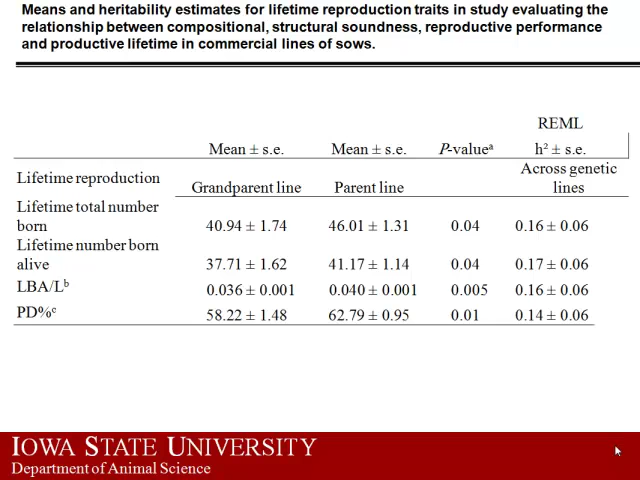 Means and heritability estimates for lifetime reproduction traits in study evaluating the
relationship between compositional, structural soundness, reproductive performance
and productive lifetime in commercial lines of sows.
REML
Mean ± s.e. Mean ± s.e. P-valueᵃ h² ± s.e.
Lifetime reproduction Grandparent line Parent line Across genetic
lines
Lifetime total number
born 40.94 ± 1.74 46.01 ± 1.31 0.04 0.16 ± 0.06
Lifetime number born
alive 37.71 ± 1.62 41.17 ± 1.14 0.04 0.17 ± 0.06
LBA/Lᵇ 0.036 ± 0.001 0.040 ± 0.001 0.005 0.16 ± 0.06
PD%ᶜ 58.22 ± 1.48 62.79 ± 0.95 0.01 0.14 ± 0.06
IOWA STATE UNIVERSITY
Department of Animal Science